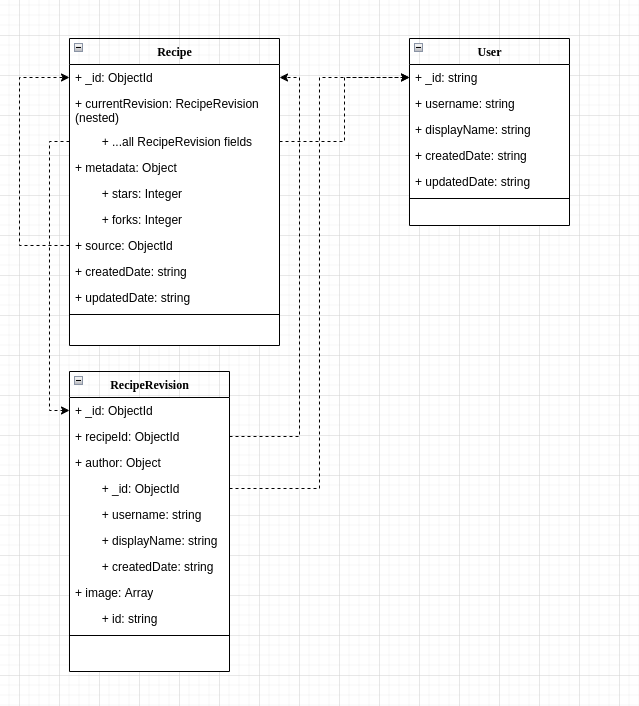 Recipe
+ _id: ObjectId
+ currentRevision: RecipeRevision
(nested)
+ ...all RecipeRevision fields
+ metadata: Object
+ stars: Integer
+ forks: Integer
+ source: ObjectId
+ createdDate: string
+ updatedDate: string
User
+ _id: string
+ username: string
+ displayName: string
+ createdDate: string
+ updatedDate: string
RecipeRevision
+ _id: ObjectId
+ recipeId: ObjectId
+ author: Object
+ _id: ObjectId
+ username: string
+ displayName: string
+ createdDate: string
+ image: Array
+ id: string